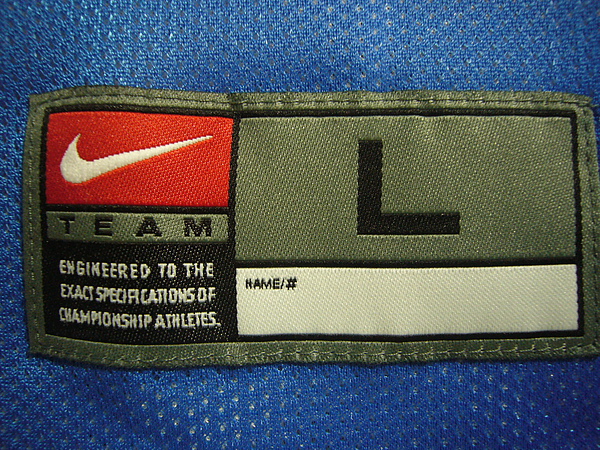 TEAM
ENGINEERED TO THE
EXACT SPECIFICATIONS OF
CHAMPIONSHIP ATHLETES.
L
NAME/#